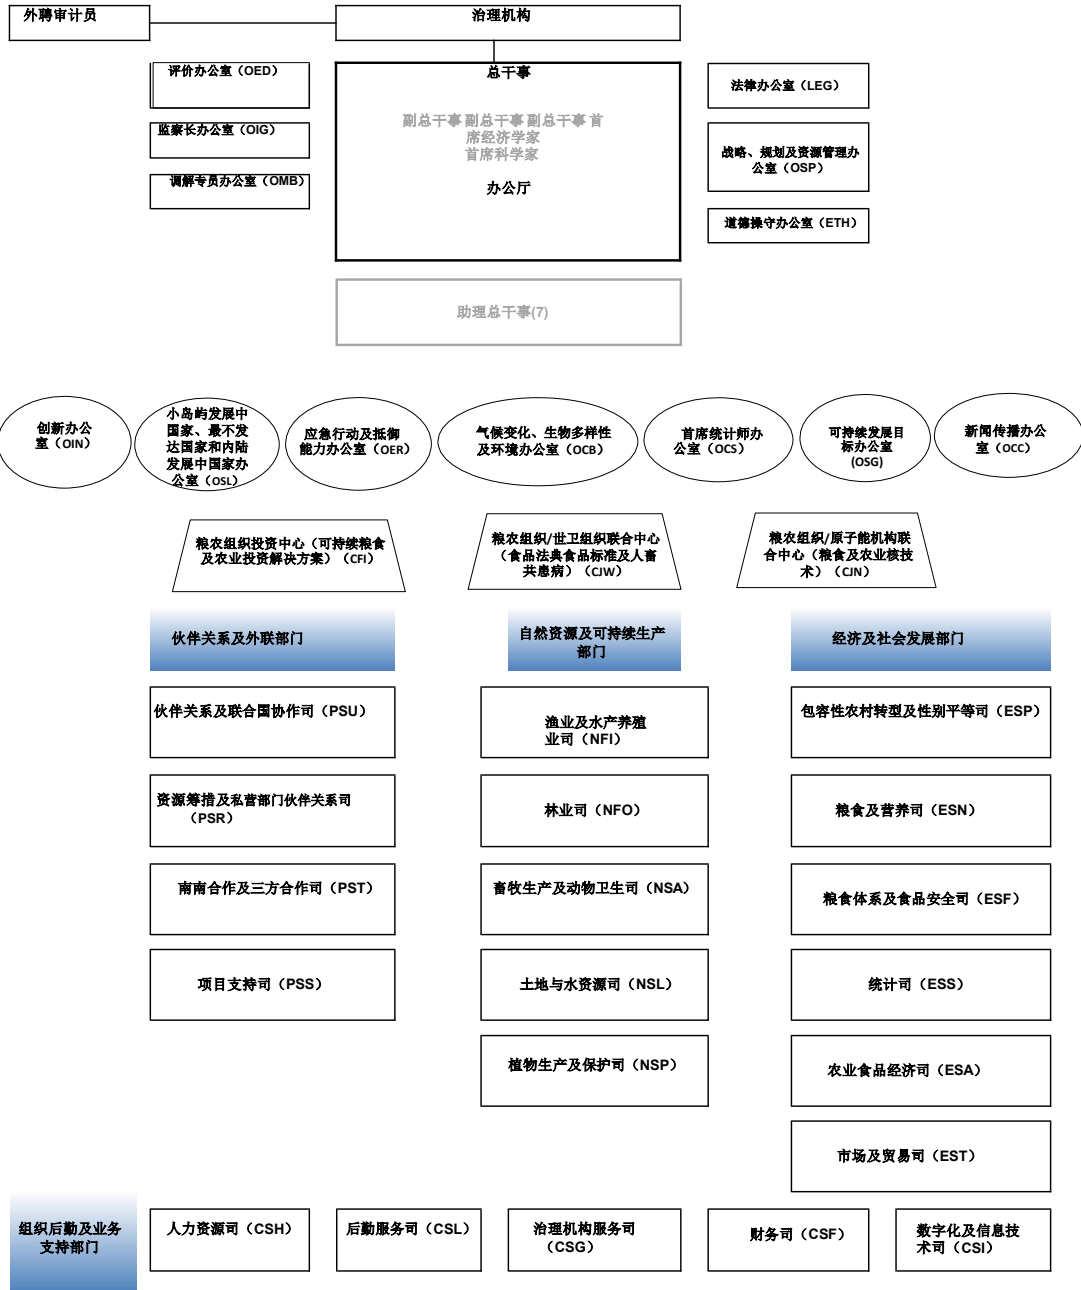 外聘审计员
治理机构
评价办公室（OED）
监察长办公室（OIG）
调解专员办公室（OMB）
总干事
副总干事 副总干事 副总干事 首
席经济学家
首席科学家
办公厅
法律办公室（LEG）
战略、规划及资源管理办
公室（OSP）
道德操守办公室（ETH）
助理总干事(7)
创新办公
室（OIN）
小岛屿发展中
国家、最不发
达国家和内陆
发展中国家办
公室（OSL）
应急行动及抵御
能力办公室（OER）
气候变化、生物多样性
及环境办公室（OCB）
首席统计师办
公室（OCS）
可持续发展目
标办公室
(OSG)
新闻传播办公
室（OCC）
粮农组织投资中心（可持续粮食
及农业投资解决方案）（CFI）
粮农组织/世卫组织联合中心
（食品法典食品标准及人畜
共患病）（CJW）
粮农组织/原子能机构联
合中心（粮食及农业核技
术）（CJN）
伙伴关系及外联部门
自然资源及可持续生产
部门
经济及社会发展部门
伙伴关系及联合国协作司（PSU）
渔业及水产养殖
业司（NFI）
包容性农村转型及性别平等司（ESP）
资源筹措及私营部门伙伴关系司
（PSR）
林业司（NFO）
粮食及营养司（ESN）
南南合作及三方合作司（PST）
畜牧生产及动物卫生司（NSA）
粮食体系及食品安全司（ESF）
项目支持司（PSS）
土地与水资源司（NSL）
统计司（ESS）
植物生产及保护司（NSP）
农业食品经济司（ESA）
市场及贸易司（EST）
组织后勤及业务
支持部门
人力资源司（CSH）
后勤服务司（CSL）
治理机构服务司
（CSG）
财务司（CSF）
数字化及信息技
术司（CSI）